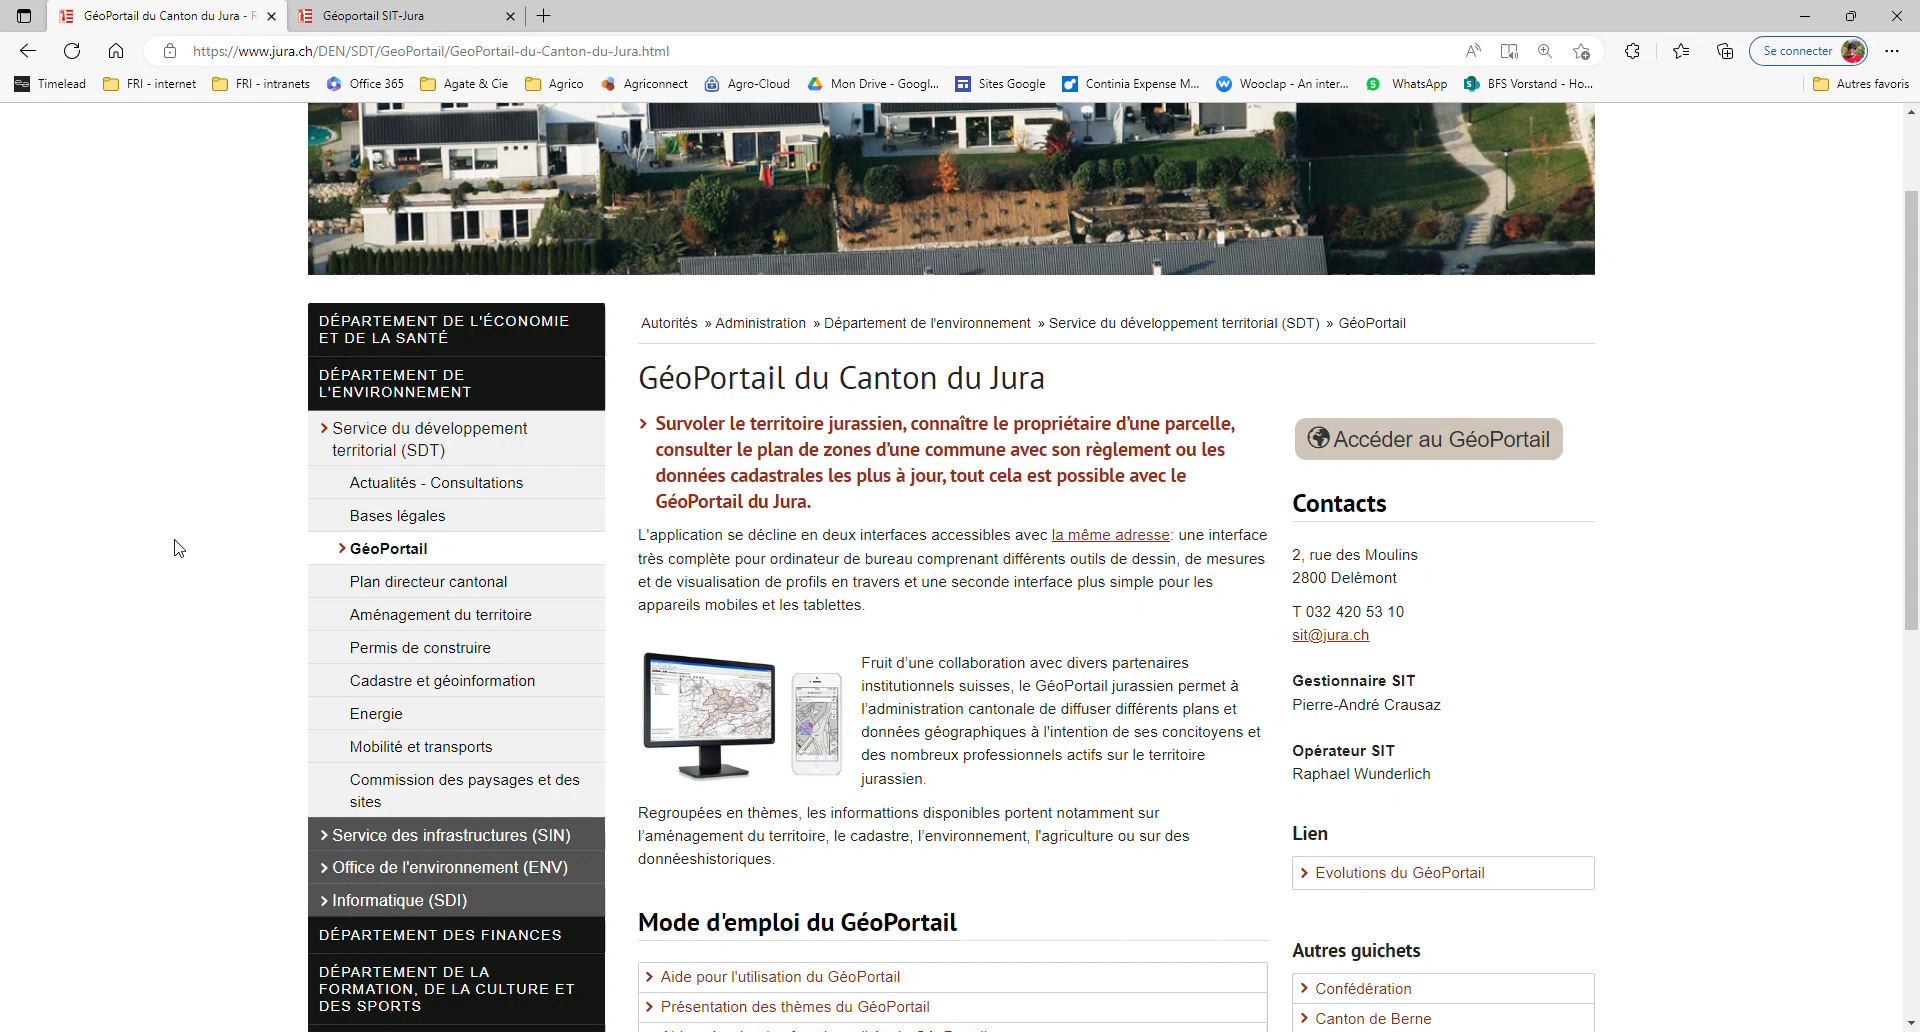 GéoPortail du Canton du Jura - R
Géoportail SIT-Jura
https://www.jura.ch/DEN/SDT/GeoPortail/GeoPortail-du-Canton-du-Jura.html
Se connecter
Timelead
FRI - internet
FRI - intranets
Office 365
Agate & Cie
Agrico
Agriconnect
Agro-Cloud
Mon Drive - Googl...
Sites Google
Continia Expense M...
Wooclap - An inter...
WhatsApp
BFS Vorstand - Ho...
Autres favoris
DÉPARTEMENT DE L'ÉCONOMIE
ET DE LA SANTÉ
DÉPARTEMENT DE
L'ENVIRONNEMENT
Service du développement
territorial (SDT)
Actualités - Consultations
Bases légales
GéoPortail
Plan directeur cantonal
Aménagement du territoire
Permis de construire
Cadastre et géoinformation
Energie
Mobilité et transports
Commission des paysages et des
sites
Service des infrastructures (SIN)
Office de l'environnement (ENV)
Informatique (SDI)
DÉPARTEMENT DES FINANCES
DÉPARTEMENT DE LA
FORMATION, DE LA CULTURE ET
DES SPORTS
Autorités » Administration » Département de l'environnement » Service du développement territorial (SDT) » GéoPortail
GéoPortail du Canton du Jura
Survoler le territoire jurassien, connaître le propriétaire d’une parcelle,
consulter le plan de zones d’une commune avec son règlement ou les
données cadastrales les plus à jour, tout cela est possible avec le
GéoPortail du Jura.
L'application se décline en deux interfaces accessibles avec la même adresse: une interface
très complète pour ordinateur de bureau comprenant différents outils de dessin, de mesures
et de visualisation de profils en travers et une seconde interface plus simple pour les
appareils mobiles et les tablettes.
Fruit d’une collaboration avec divers partenaires
institutionnels suisses, le GéoPortail jurassien permet à
l’administration cantonale de diffuser différents plans et
données géographiques à l'intention de ses concitoyens et
des nombreux professionnels actifs sur le territoire
jurassien.
Regroupées en thèmes, les informattions disponibles portent notamment sur
l’aménagement du territoire, le cadastre, l’environnement, l'agriculture ou sur des
donnéeshistoriques.
Mode d'emploi du GéoPortail
Aide pour l'utilisation du GéoPortail
Présentation des thèmes du GéoPortail
Accéder au GéoPortail
Contacts
2, rue des Moulins
2800 Delémont
T 032 420 53 10
sit@jura.ch
Gestionnaire SIT
Pierre-André Crausaz
Opérateur SIT
Raphael Wunderlich
Lien
Evolutions du GéoPortail
Autres guichets
Confédération
Canton de Berne